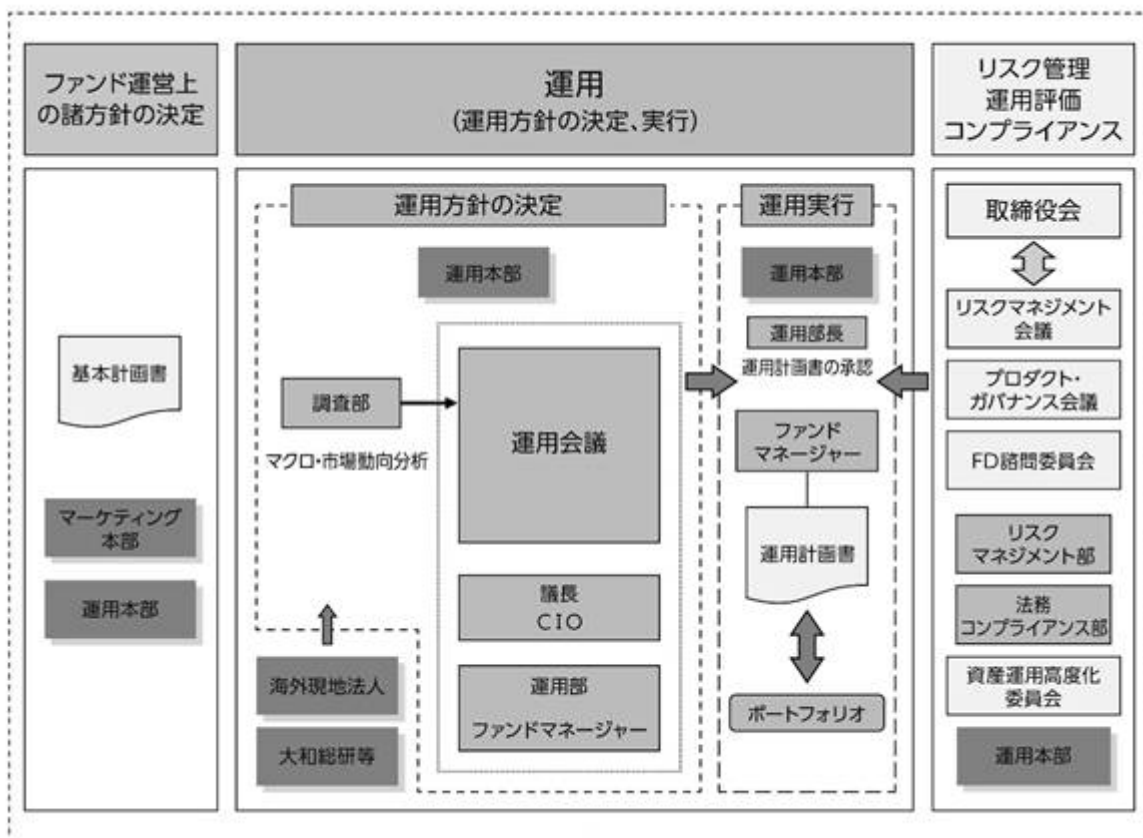 ファンド運営上
の諸方針の決定
基本計画書
マーケティング
本部
運用本部
運用
(運用方針の決定、実行)
運用方針の決定
運用本部
調査部
マクロ・市場動向分析
運用会議
議長
CIO
運用部
ファンドマネージャー
海外現地法人
大和総研等
運用実行
運用本部
運用部長
運用計画書の承認
ファンド
マネージャー
運用計画書
ポートフォリオ
リスク管理
運用評価
コンプライアンス
取締役会
リスクマネジメント
会議
プロダクト・
ガバナンス会議
FD諮問委員会
リスク
マネジメント部
法務
コンプライアンス部
資産運用高度化
委員会
運用本部